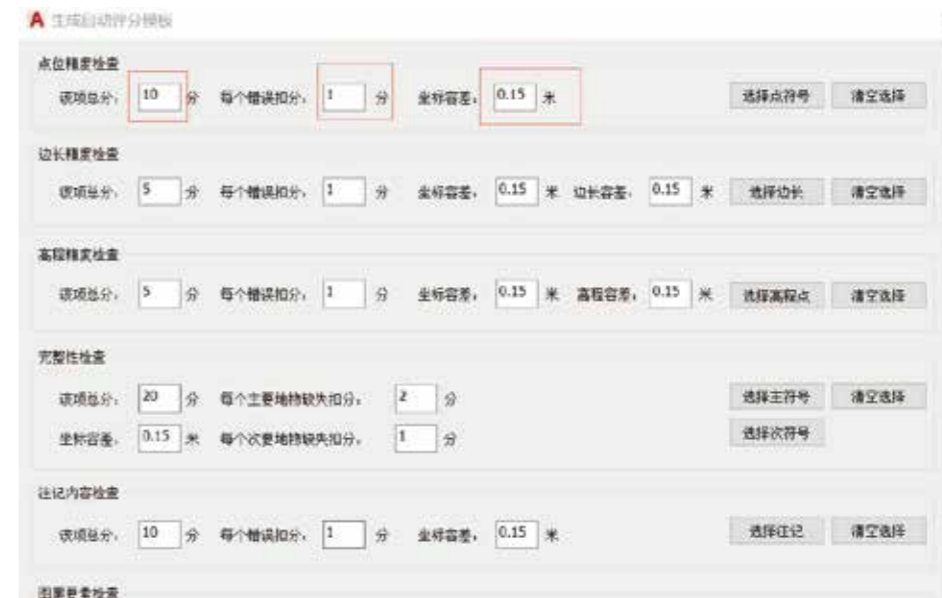 A 生成自动评分模板
点位精度检查
该项总分: 10 分 每个错误扣分: 1 分 坐标容差: 0.15 米 选择点符号 清空选择
边长精度检查
该项总分: 5 分 每个错误扣分: 1 分 坐标容差: 0.15 米 边长容差: 0.15 米 选择边长 清空选择
高程精度检查
该项总分: 5 分 每个错误扣分: 1 分 坐标容差: 0.15 米 高程容差: 0.15 米 选择高程点 清空选择
完整性检查
该项总分: 20 分 每个主要地物缺失扣分: 2 分 选择主符号 清空选择
坐标容差: 0.15 米 每个次要地物缺失扣分: 1 分 选择次符号
注记内容检查
该项总分: 10 分 每个错误扣分: 1 分 坐标容差: 0.15 米 选择注记 清空选择
图层要素检查